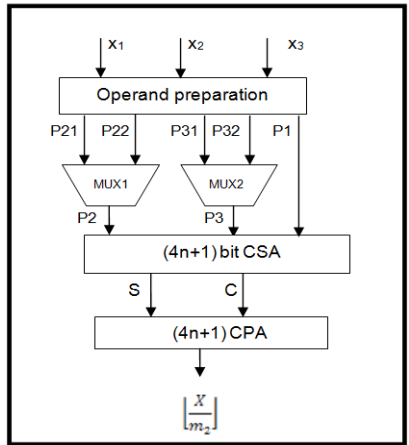 x₁ x₂ x₃
Operand preparation
P21 P22 P31 P32 P1
MUX1 MUX2
P2 P3
(4n+1) bit CSA
S C
(4n+1) CPA
⌊X/m₂⌋